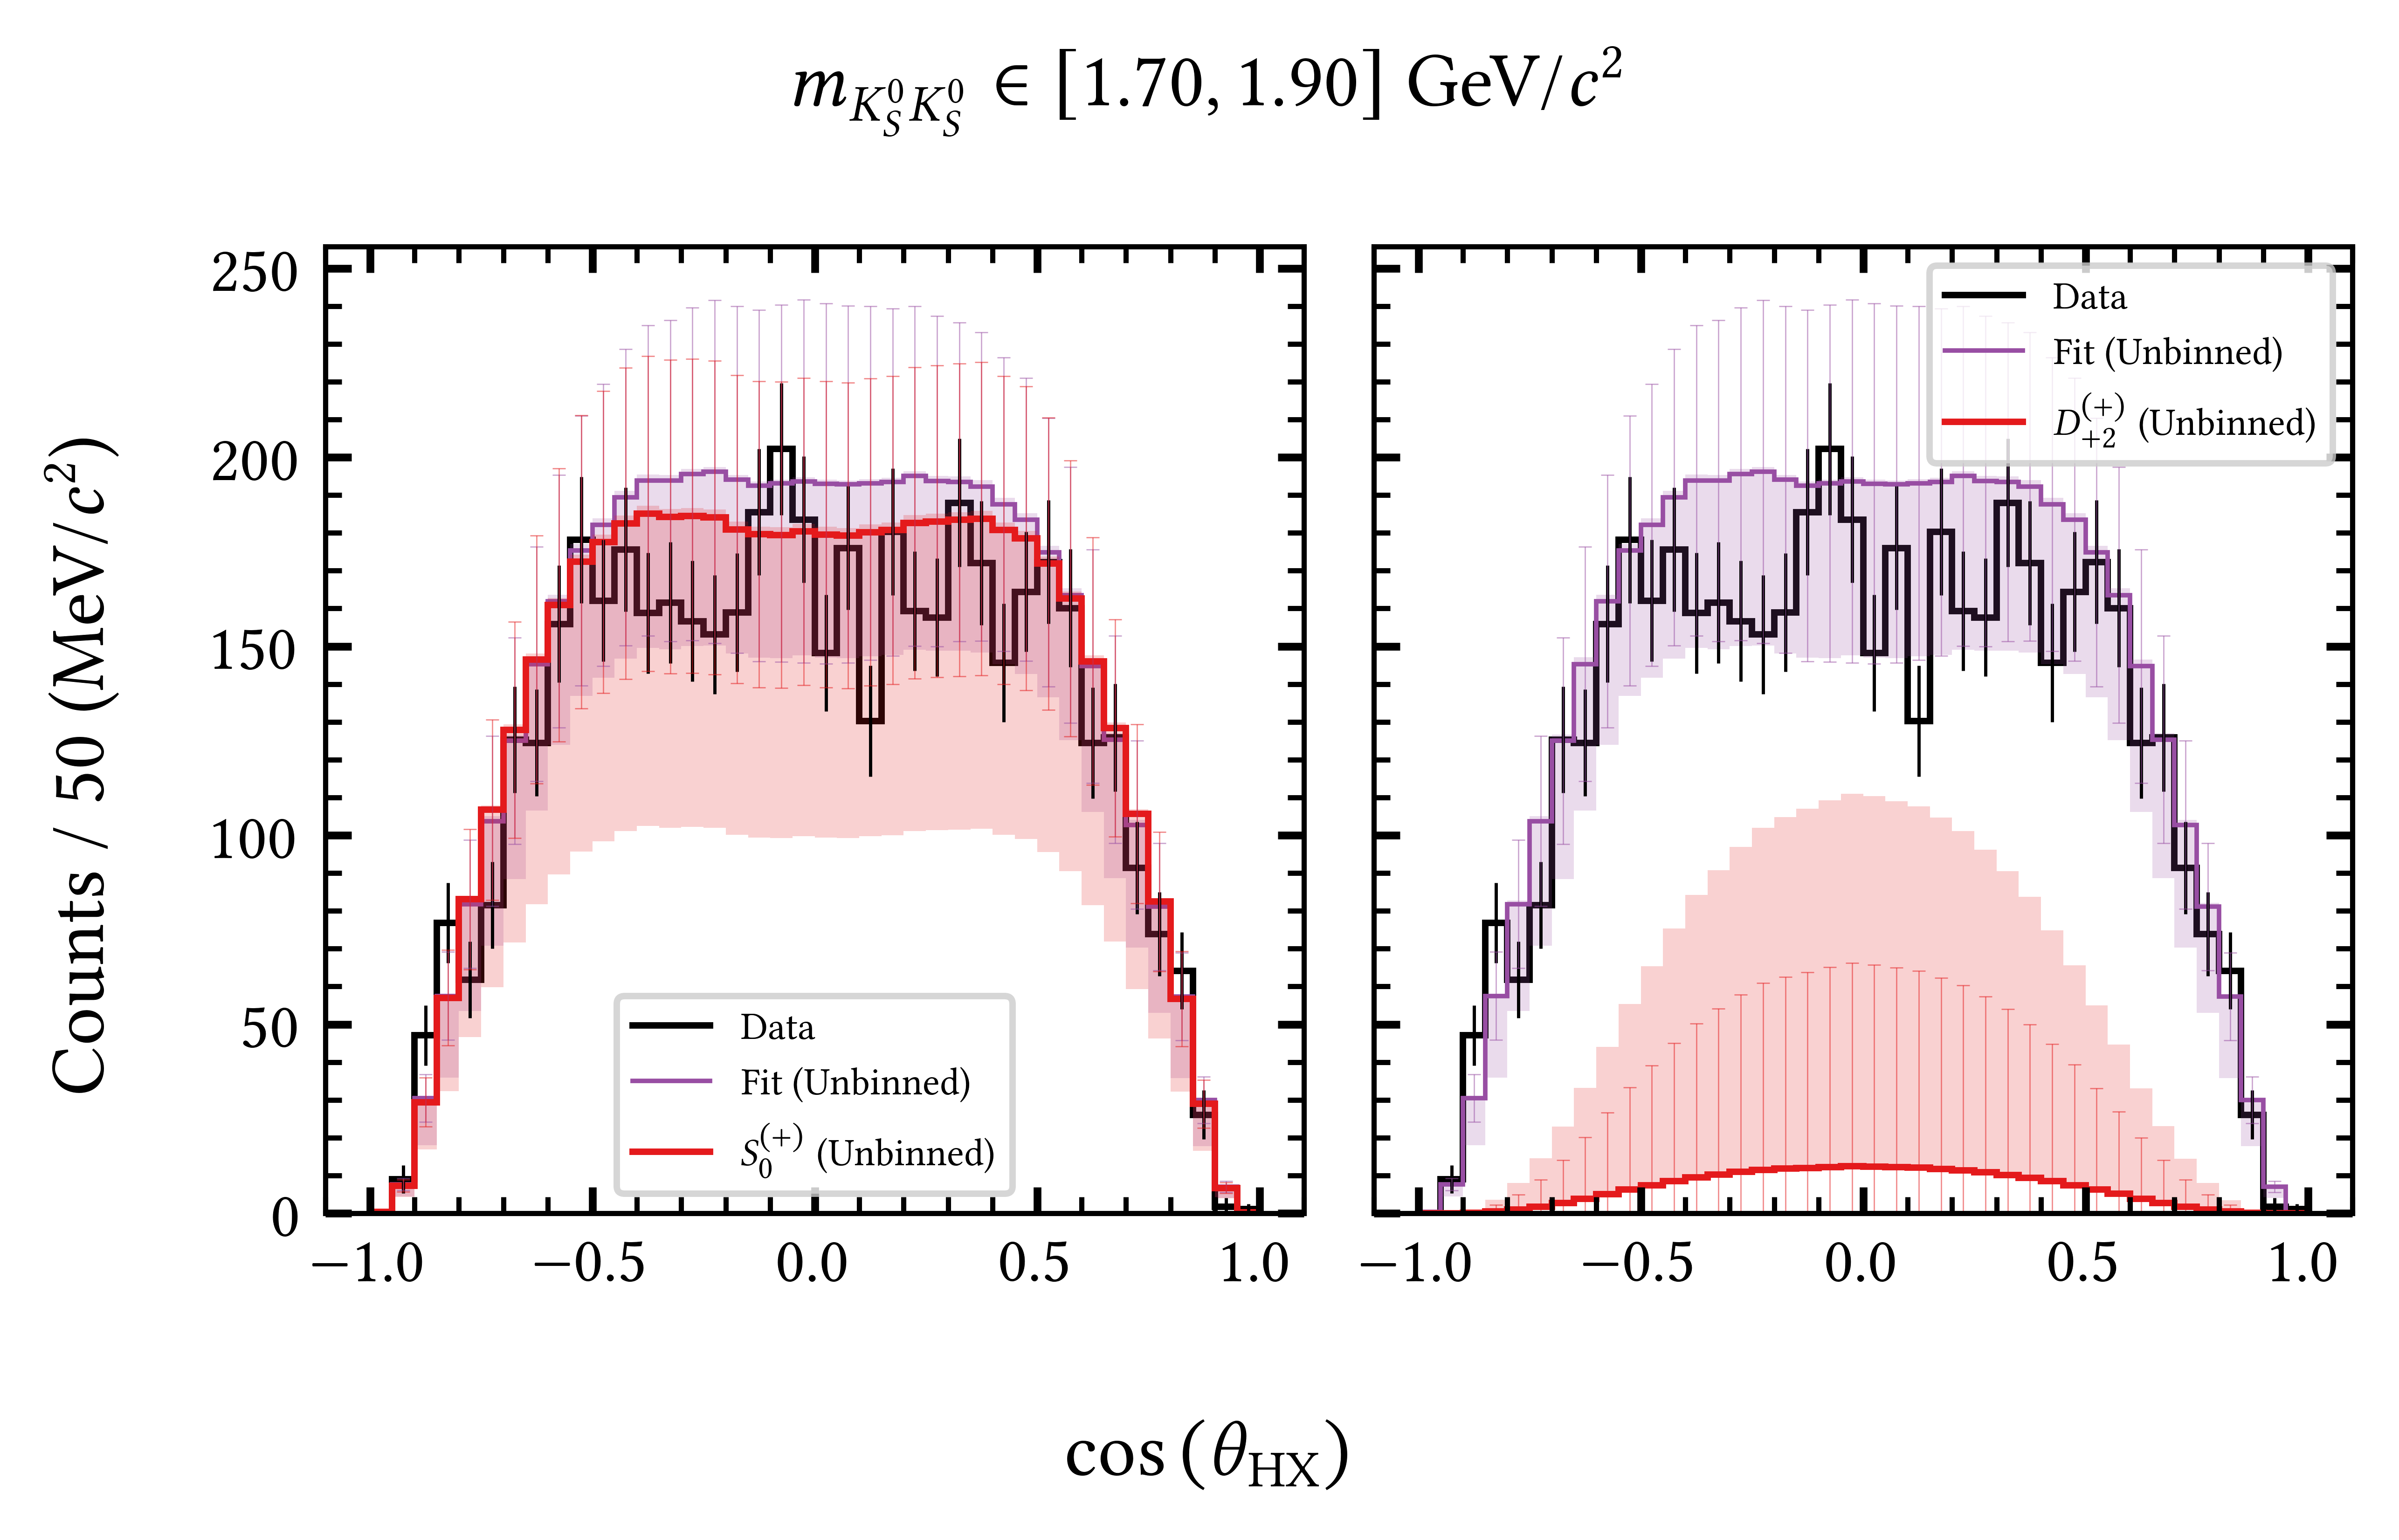 m_{K_S^0 K_S^0} ∈ [1.70, 1.90] GeV/c²
Counts / 50 (MeV/c²)
250
200
150
100
50
0
Data
Fit (Unbinned)
S_0^{(+)} (Unbinned)
Data
Fit (Unbinned)
D_{+2}^{(+)} (Unbinned)
−1.0 −0.5 0.0 0.5 1.0
−1.0 −0.5 0.0 0.5 1.0
cos (θ_HX)